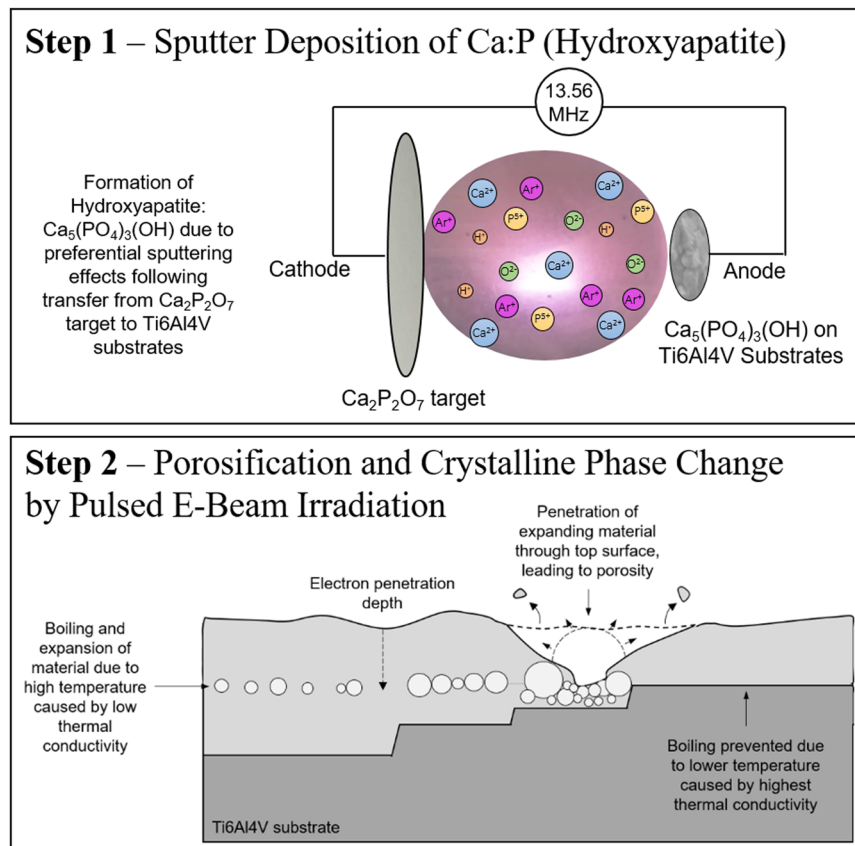 Step 1 – Sputter Deposition of Ca:P (Hydroxyapatite)
13.56
MHz
Formation of
Hydroxyapatite:
Ca₅(PO₄)₃(OH) due to
preferential sputtering
effects following
transfer from Ca₂P₂O₇
target to Ti6Al4V
substrates
Cathode
Ca²⁺
Ar⁺
Ca²⁺
Ar⁺
P⁵⁺
O²⁻
P⁵⁺
H⁺
H⁺
O²⁻
Ca²⁺
O²⁻
H⁺
Ar⁺
Ar⁺
Ar⁺
P⁵⁺
Ca²⁺
Ca²⁺
Anode
Ca₅(PO₄)₃(OH) on
Ti6Al4V Substrates
Ca₂P₂O₇ target
Step 2 – Porosification and Crystalline Phase Change
by Pulsed E-Beam Irradiation
Penetration of
expanding material
through top surface,
leading to porosity
Electron penetration
depth
Boiling and
expansion of
material due to
high temperature
caused by low
thermal
conductivity
Boiling prevented due
to lower temperature
caused by highest
thermal conductivity
Ti6Al4V substrate